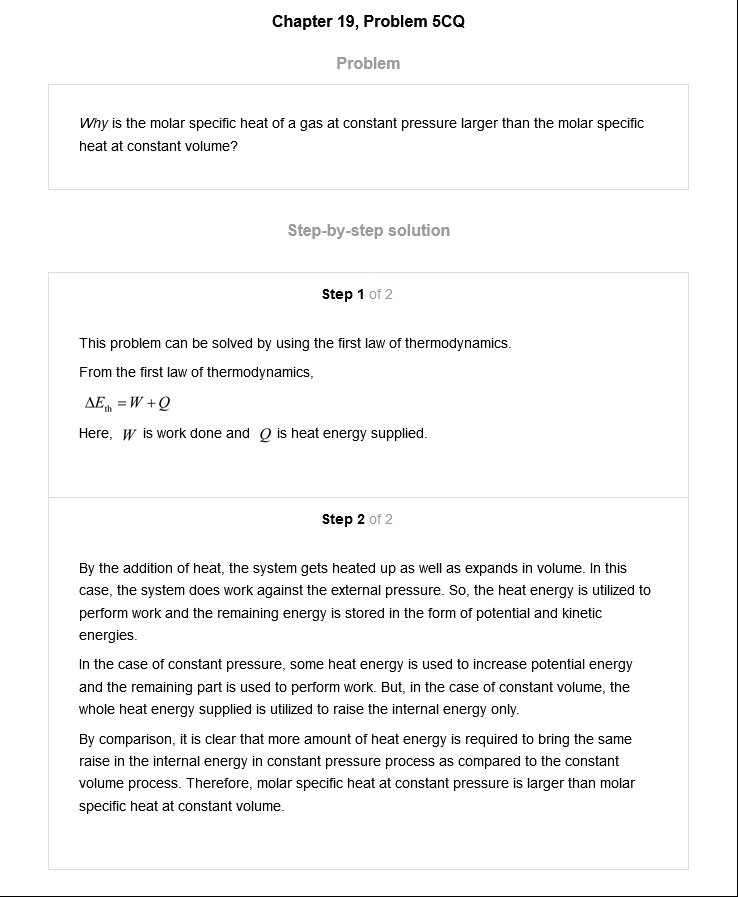 Chapter 19, Problem 5CQ
Problem
Why is the molar specific heat of a gas at constant pressure larger than the molar specific
heat at constant volume?
Step-by-step solution
Step 1 of 2
This problem can be solved by using the first law of thermodynamics.
From the first law of thermodynamics,
ΔE_th = W + Q
Here, W is work done and Q is heat energy supplied.
Step 2 of 2
By the addition of heat, the system gets heated up as well as expands in volume. In this
case, the system does work against the external pressure. So, the heat energy is utilized to
perform work and the remaining energy is stored in the form of potential and kinetic
energies.
In the case of constant pressure, some heat energy is used to increase potential energy
and the remaining part is used to perform work. But, in the case of constant volume, the
whole heat energy supplied is utilized to raise the internal energy only.
By comparison, it is clear that more amount of heat energy is required to bring the same
raise in the internal energy in constant pressure process as compared to the constant
volume process. Therefore, molar specific heat at constant pressure is larger than molar
specific heat at constant volume.